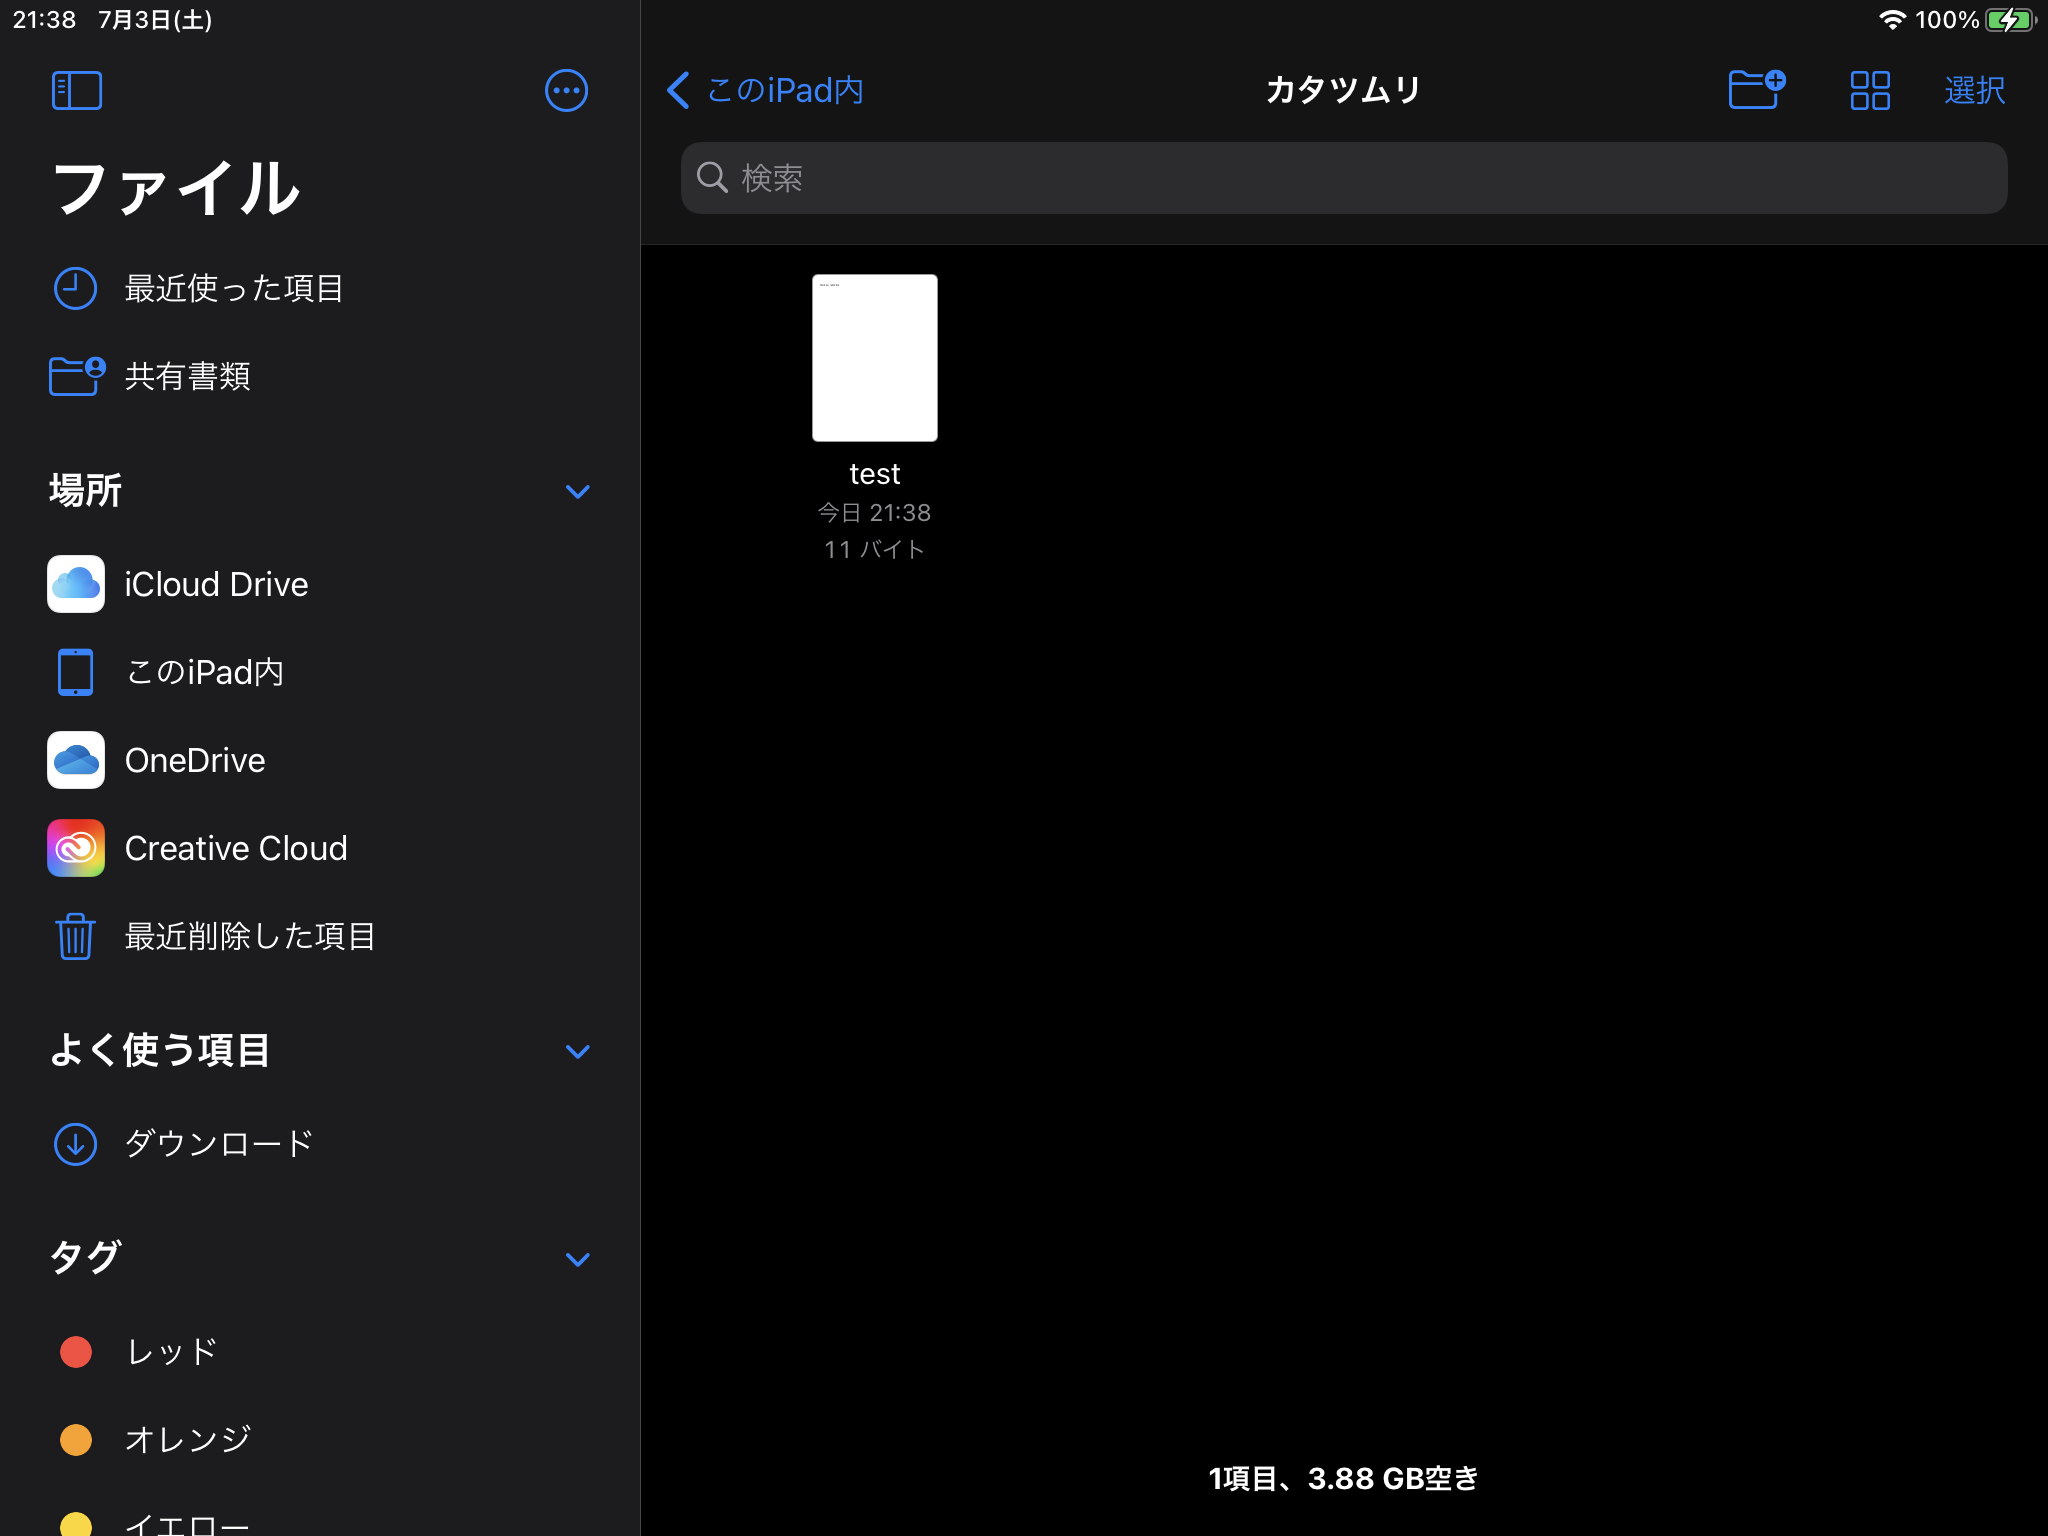 21:38 7月3日(土)
100%
ファイル
最近使った項目
共有書類
場所
iCloud Drive
このiPad内
OneDrive
Creative Cloud
最近削除した項目
よく使う項目
ダウンロード
タグ
レッド
オレンジ
イエロー
このiPad内
カタツムリ
選択
検索
test
今日 21:38
11 バイト
1項目、3.88 GB空き